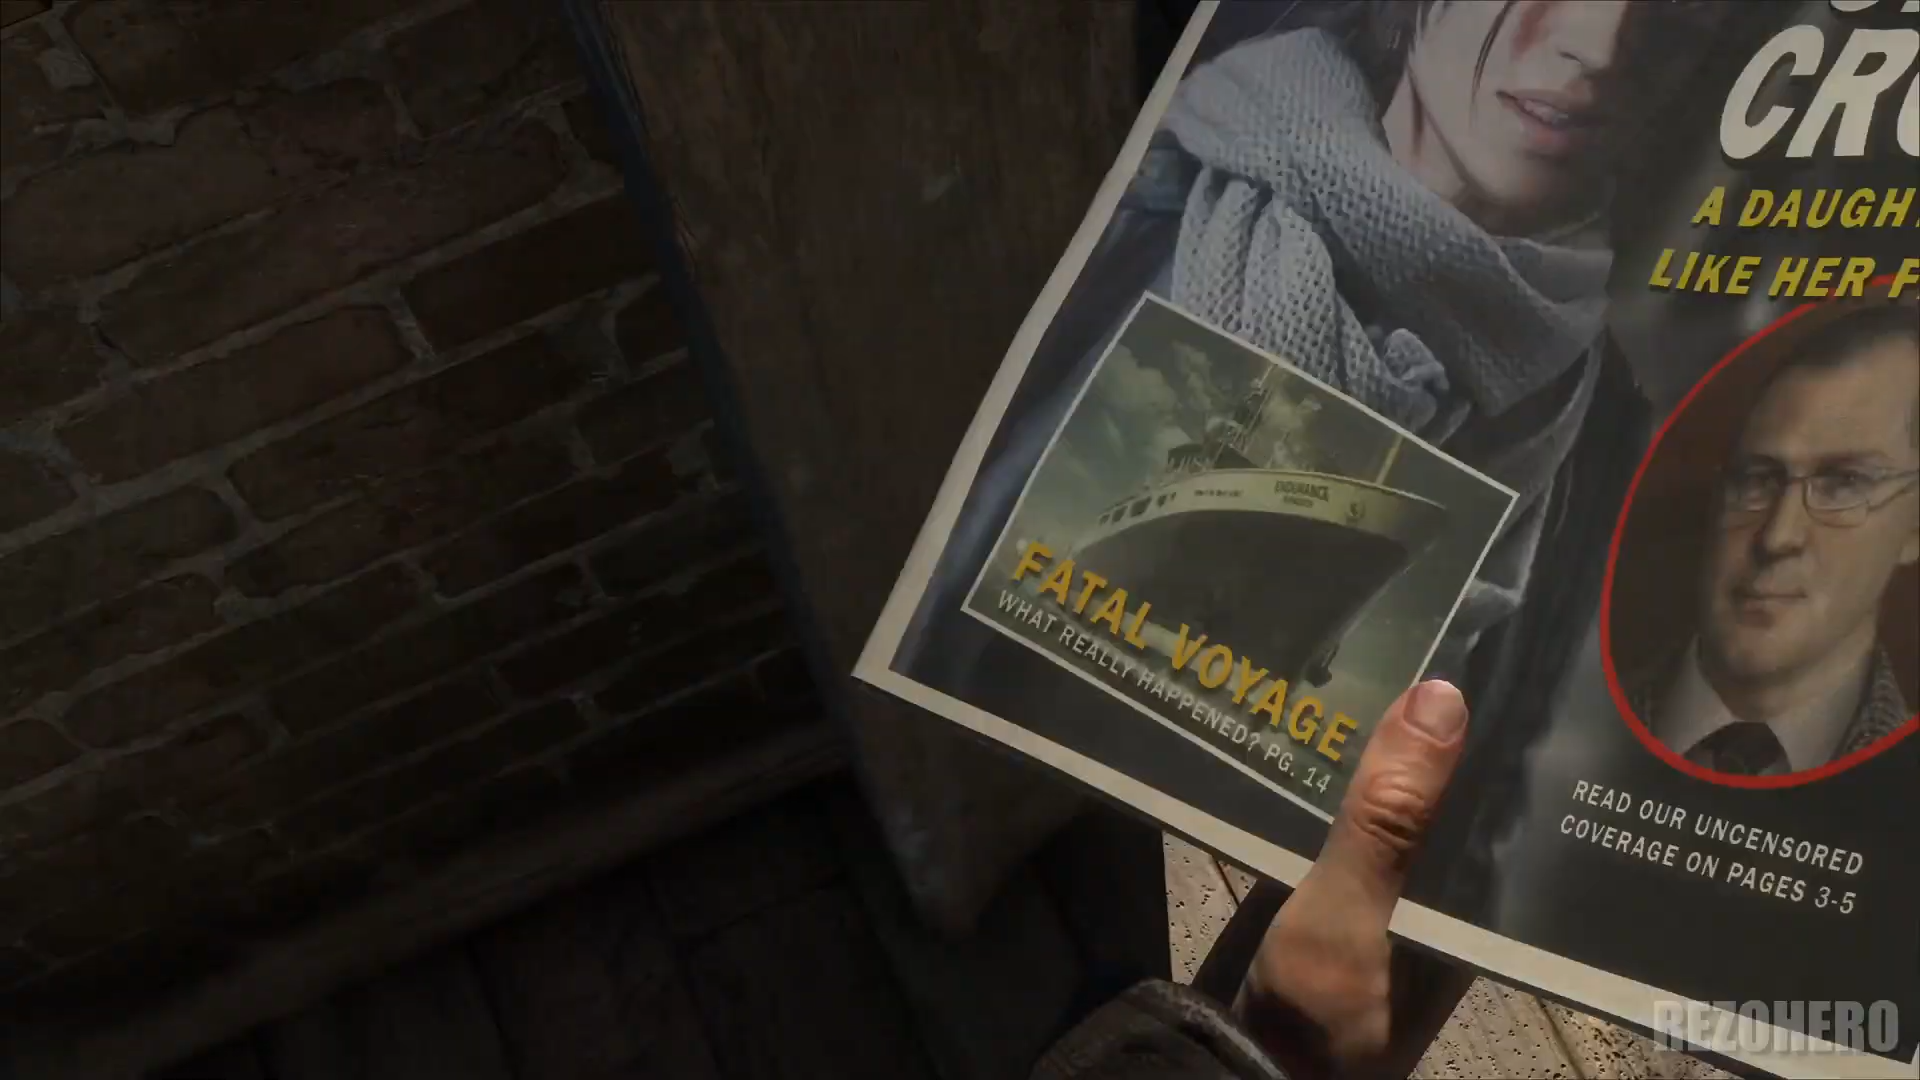 CR
A DAUGH
LIKE HER F
ENDURANCE
FATAL VOYAGE
WHAT REALLY HAPPENED? PG. 14
READ OUR UNCENSORED
COVERAGE ON PAGES 3-5
REZOHERO